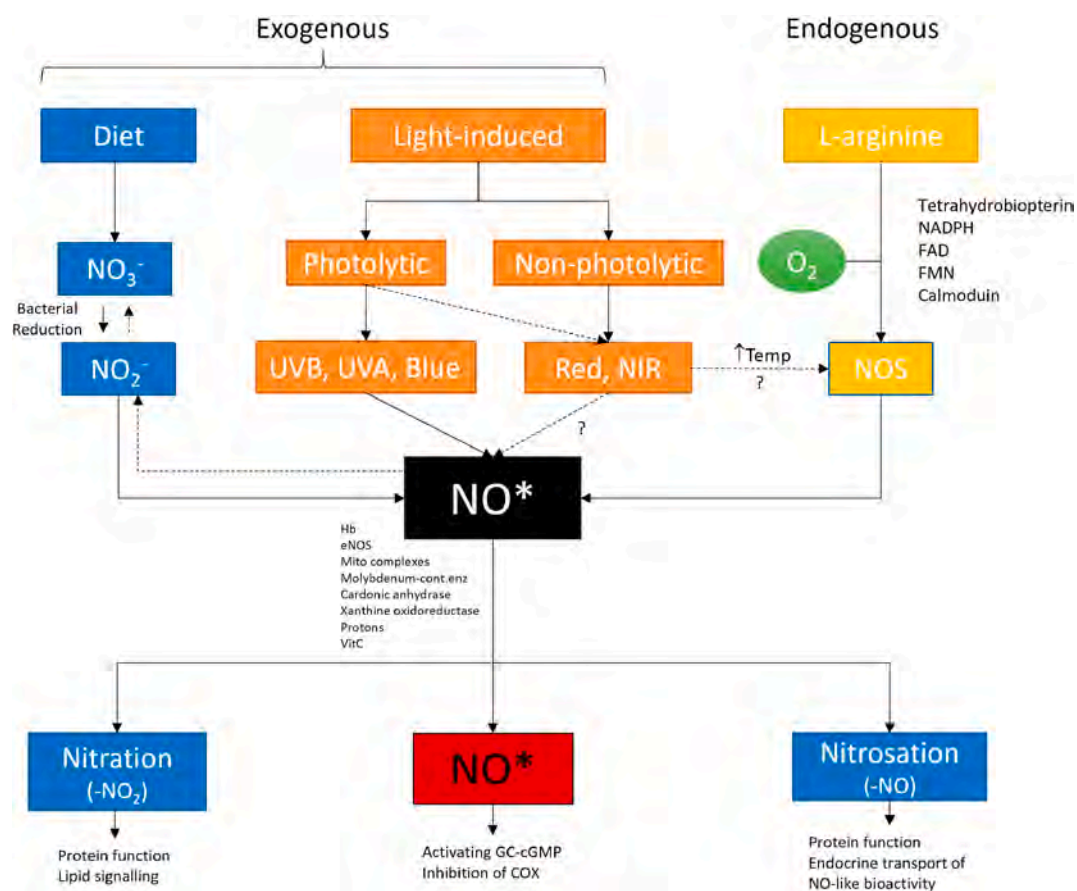 Exogenous
Endogenous
Diet
Light-induced
L-arginine
Tetrahydrobiopterin
NADPH
FAD
FMN
Calmoduin
O₂
Photolytic
Non-photolytic
NO₃⁻
Bacterial
Reduction
NO₂⁻
UVB, UVA, Blue
Red, NIR
↑Temp
?
NOS
?
NO*
Hb
eNOS
Mito complexes
Molybdenum-cont.enz
Cardonic anhydrase
Xanthine oxidoreductase
Protons
VitC
Nitration
(-NO₂)
NO*
Nitrosation
(-NO)
Protein function
Lipid signalling
Activating GC-cGMP
Inhibition of COX
Protein function
Endocrine transport of
NO-like bioactivity